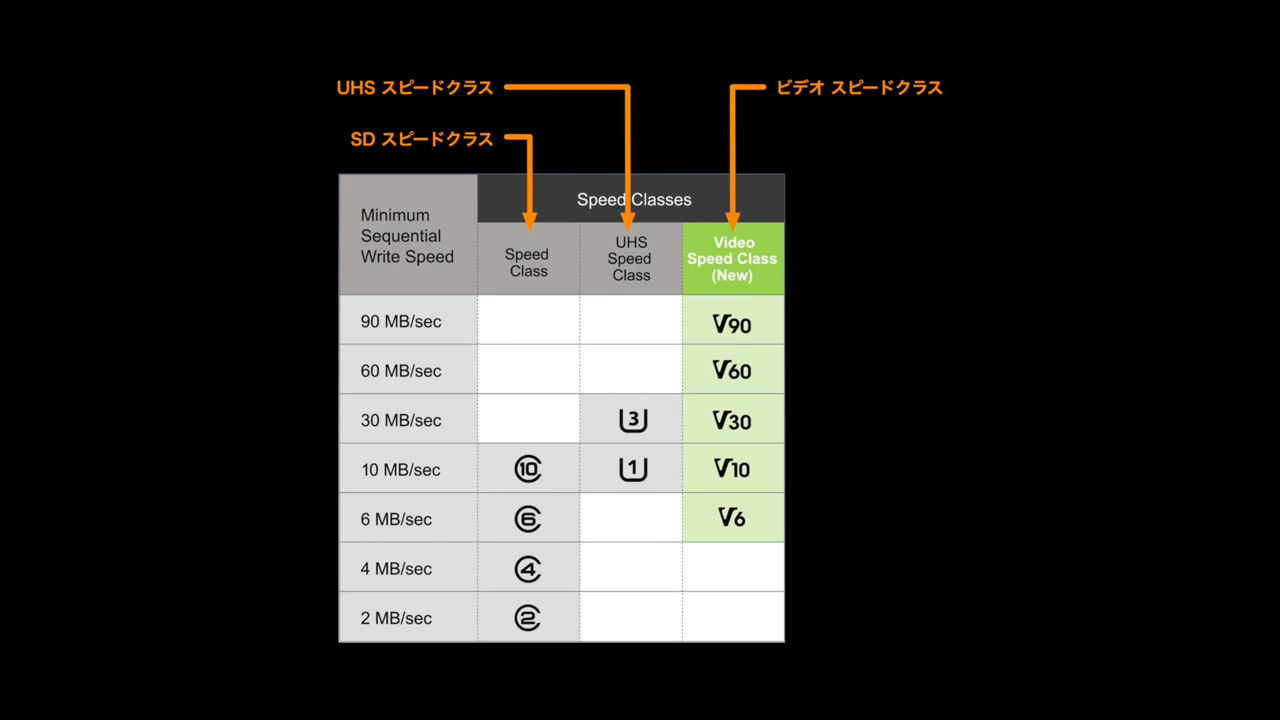 UHS スピードクラス
ビデオ スピードクラス
SD スピードクラス
Speed Classes
Minimum
Sequential
Write Speed
Speed
Class
UHS
Speed
Class
Video
Speed Class
(New)
90 MB/sec
V90
60 MB/sec
V60
30 MB/sec
3
V30
10 MB/sec
10
1
V10
6 MB/sec
6
V6
4 MB/sec
4
2 MB/sec
2